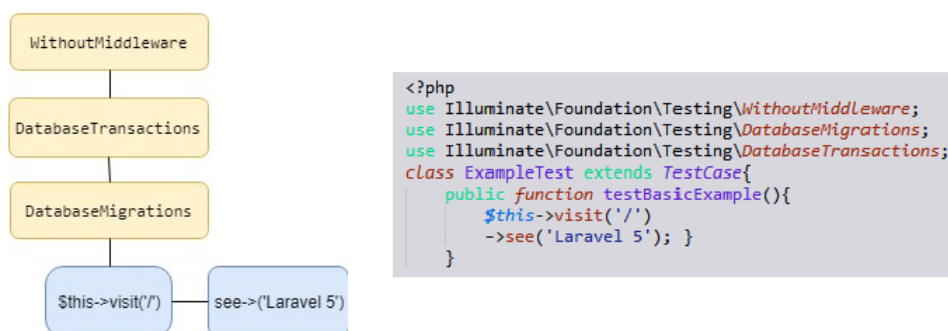 WithoutMiddleware
DatabaseTransactions
DatabaseMigrations
$this->visit('/')
see->('Laravel 5')
<?php
use Illuminate\Foundation\Testing\WithoutMiddleware;
use Illuminate\Foundation\Testing\DatabaseMigrations;
use Illuminate\Foundation\Testing\DatabaseTransactions;
class ExampleTest extends TestCase{
public function testBasicExample(){
$this->visit('/')
->see('Laravel 5'); }
}